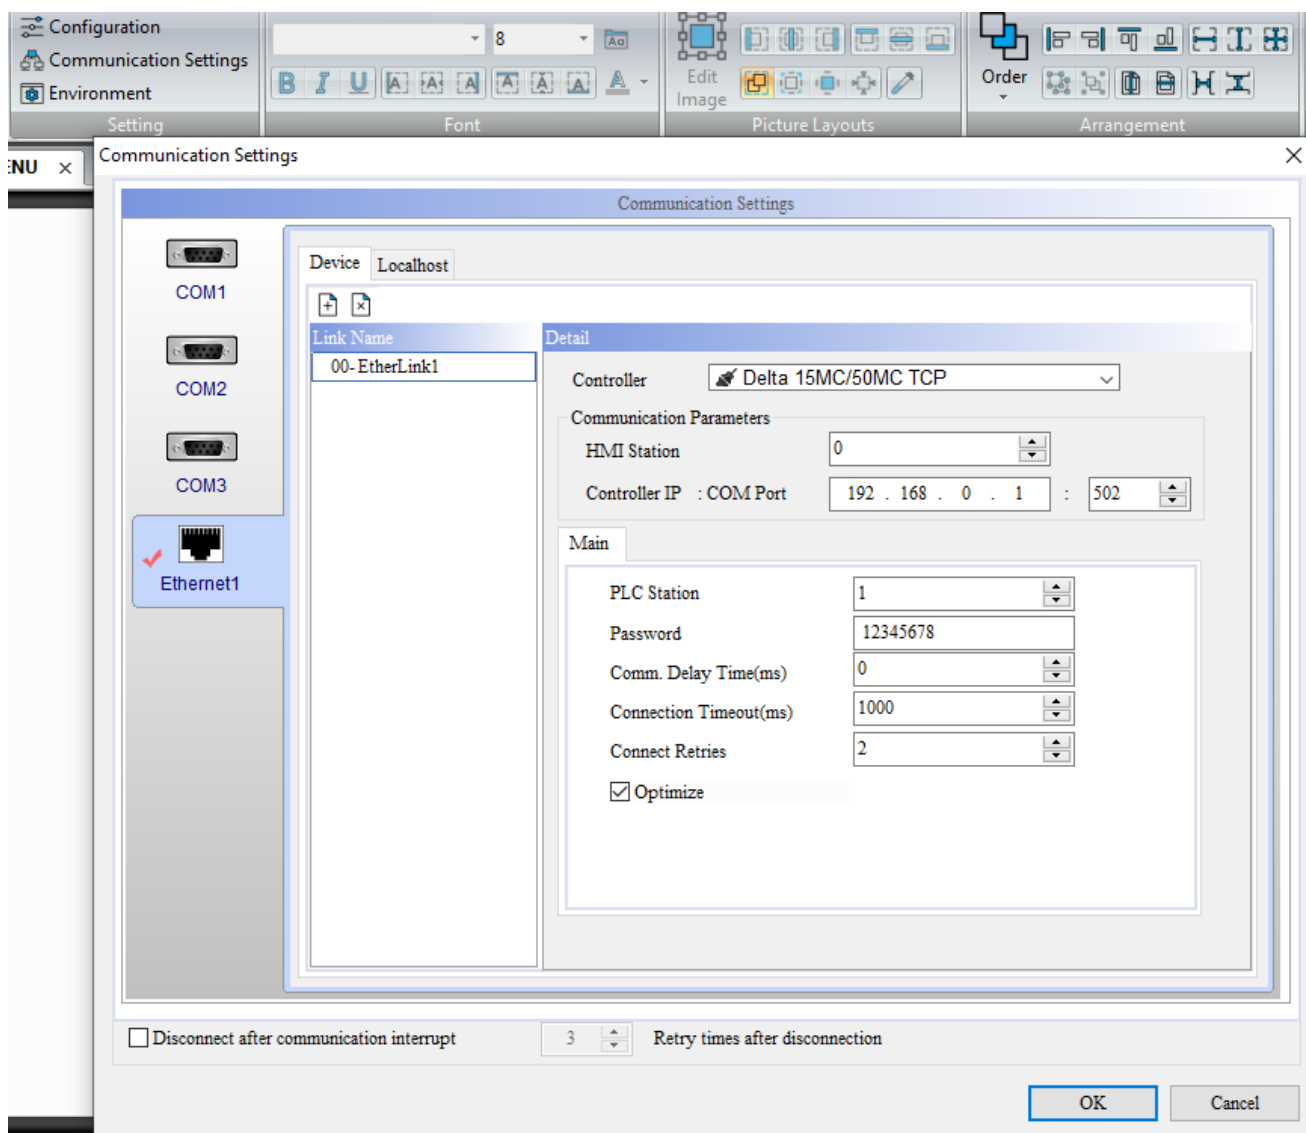 Configuration
Communication Settings
Environment
Setting
8
Aa
B I U A A A A A A A
Font
Edit
Image
Picture Layouts
Order
Arrangement
ENU ×
Communication Settings
Communication Settings
COM1
COM2
COM3
Ethernet1
Device Localhost
Link Name
00- EtherLink1
Detail
Controller Delta 15MC/50MC TCP
Communication Parameters
HMI Station 0
Controller IP : COM Port 192 . 168 . 0 . 1 : 502
Main
PLC Station 1
Password 12345678
Comm. Delay Time(ms) 0
Connection Timeout(ms) 1000
Connect Retries 2
Optimize
Disconnect after communication interrupt 3 Retry times after disconnection
OK Cancel